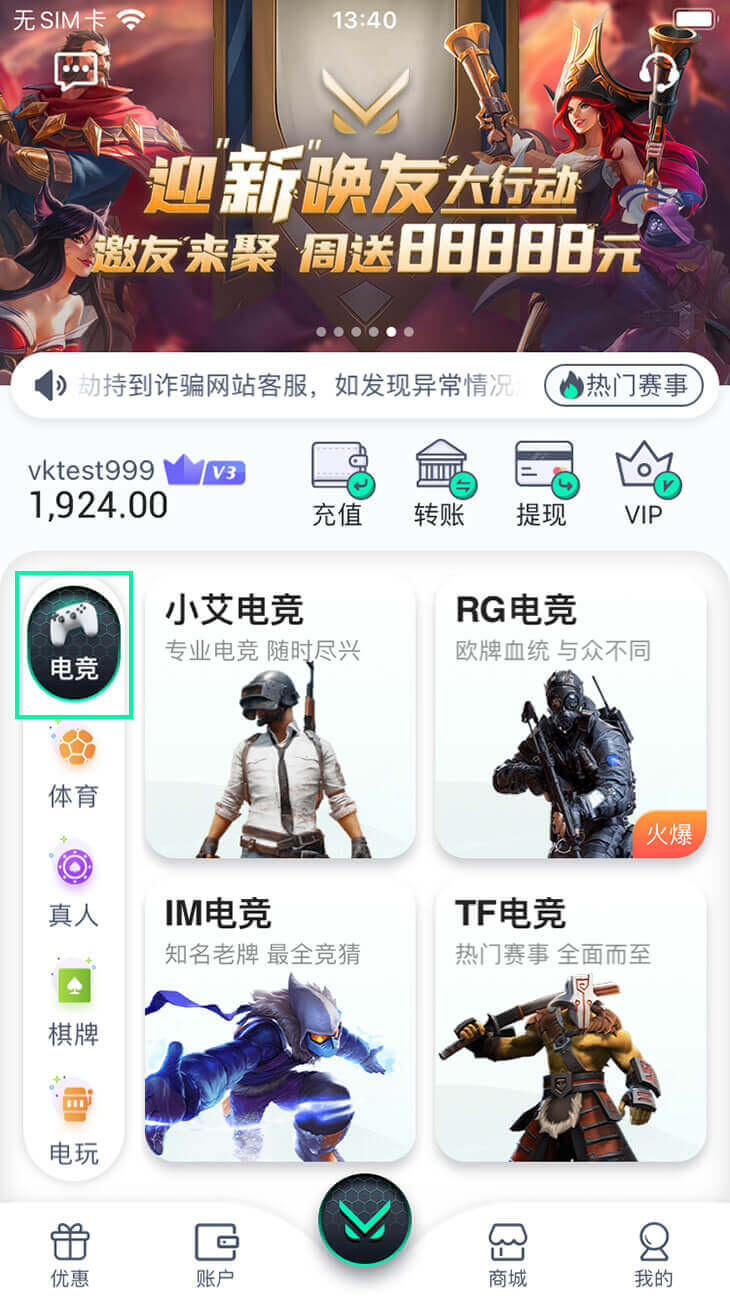 无SIM卡
13:40
迎"新"唤友大行动
邀友来聚 周送88888元
劫持到诈骗网站客服，如发现异常情况
热门赛事
vktest999 V3
1,924.00
充值
转账
提现
VIP
电竞
体育
真人
棋牌
电玩
小艾电竞
专业电竞 随时尽兴
RG电竞
欧牌血统 与众不同
火爆
IM电竞
知名老牌 最全竞猜
TF电竞
热门赛事 全面而至
优惠
账户
商城
我的